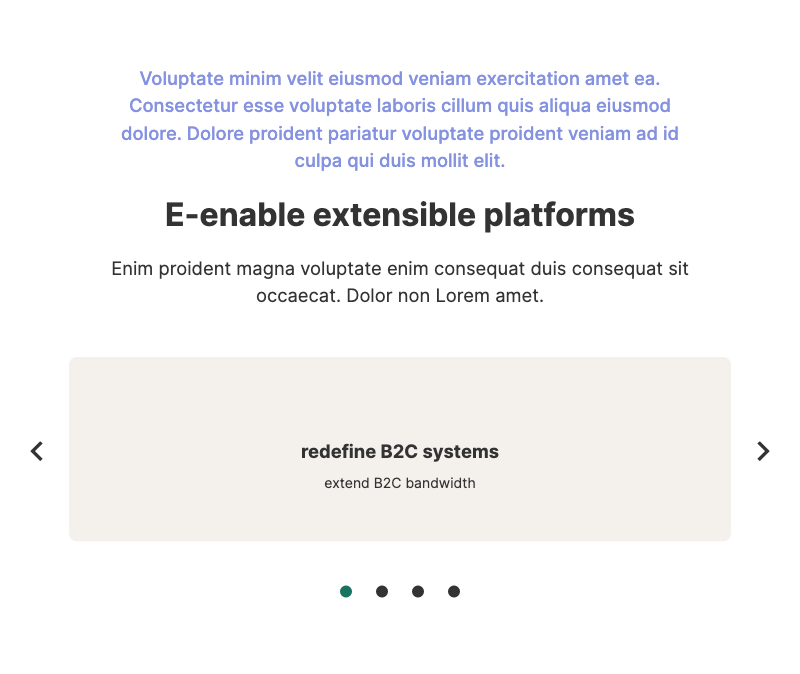 Voluptate minim velit eiusmod veniam exercitation amet ea.
Consectetur esse voluptate laboris cillum quis aliqua eiusmod
dolore. Dolore proident pariatur voluptate proident veniam ad id
culpa qui duis mollit elit.
E-enable extensible platforms
Enim proident magna voluptate enim consequat duis consequat sit
occaecat. Dolor non Lorem amet.
redefine B2C systems
extend B2C bandwidth